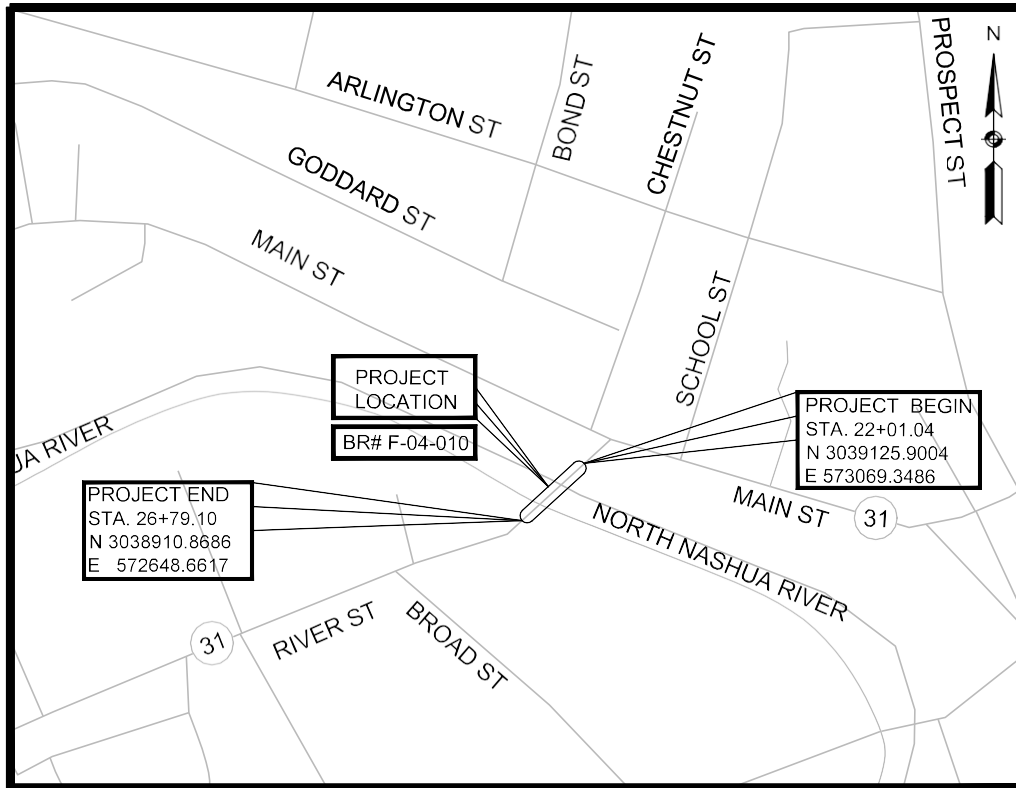 N
PROSPECT ST
ARLINGTON ST
BOND ST
CHESTNUT ST
GODDARD ST
MAIN ST
SCHOOL ST
PROJECT
LOCATION
BR# F-04-010
PROJECT BEGIN
STA. 22+01.04
N 3039125.9004
E 573069.3486
UA RIVER
PROJECT END
STA. 26+79.10
N 3038910.8686
E 572648.6617
MAIN ST
31
NORTH NASHUA RIVER
RIVER ST
31
BROAD ST